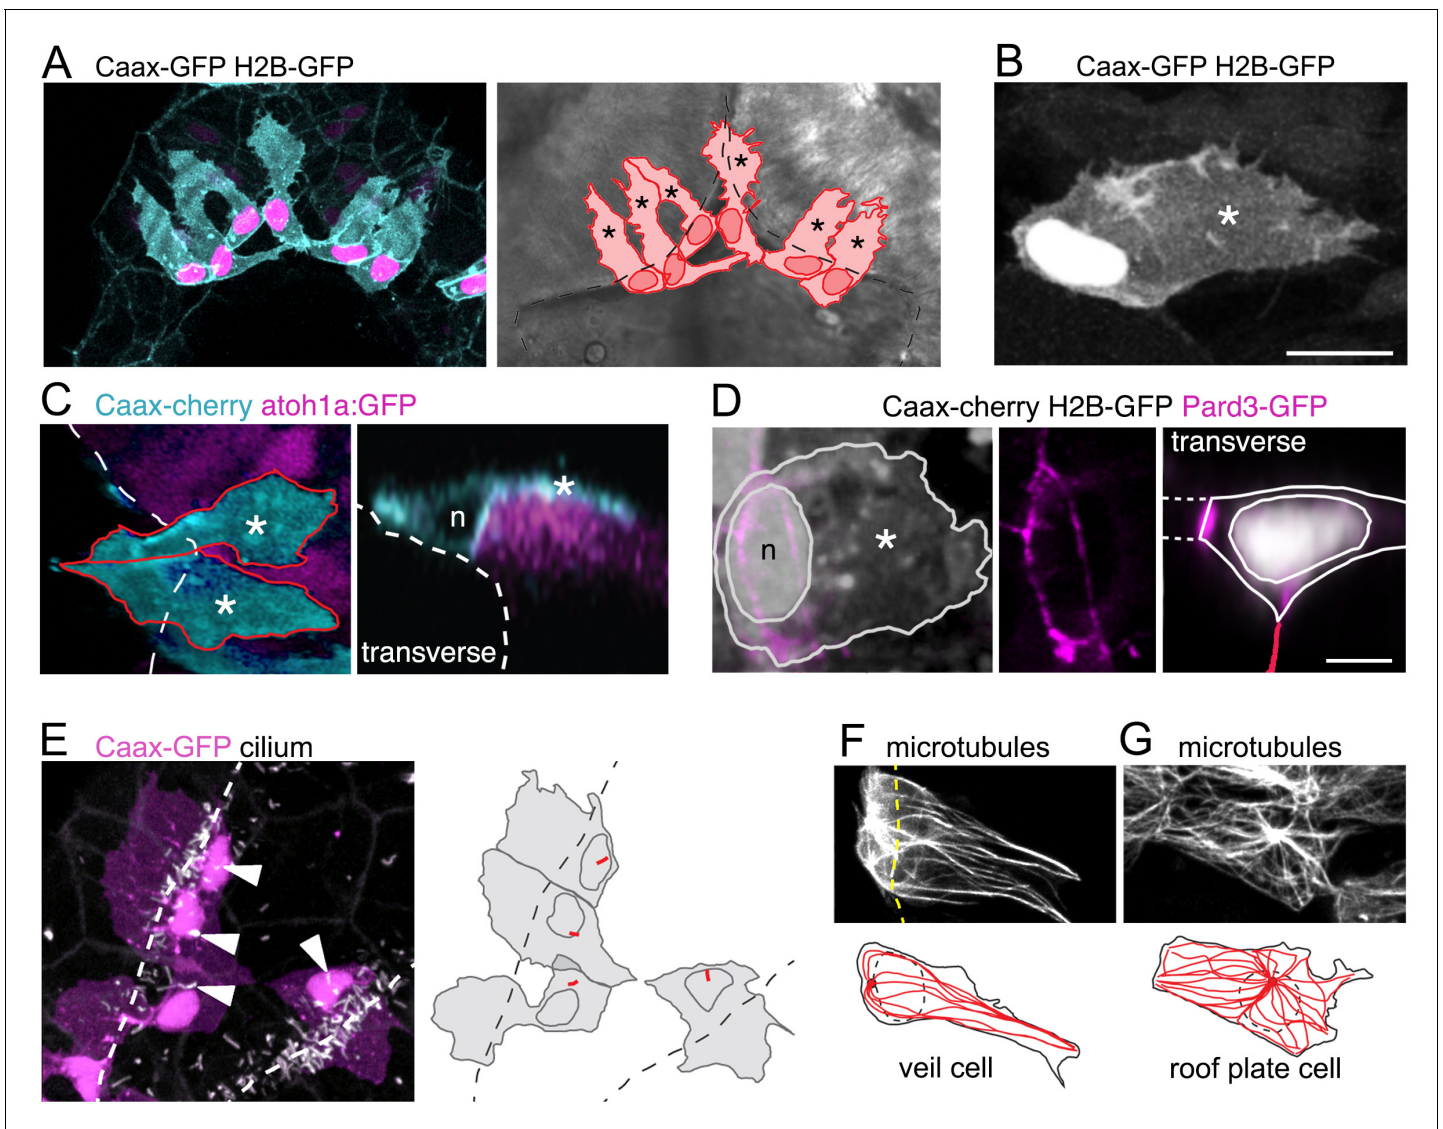 A Caax-GFP H2B-GFP
B Caax-GFP H2B-GFP
* * * * * *
*
C Caax-cherry atoh1a:GFP
D Caax-cherry H2B-GFP Pard3-GFP
*
*
n *
transverse
n *
transverse
E Caax-GFP cilium
F microtubules
G microtubules
veil cell
roof plate cell